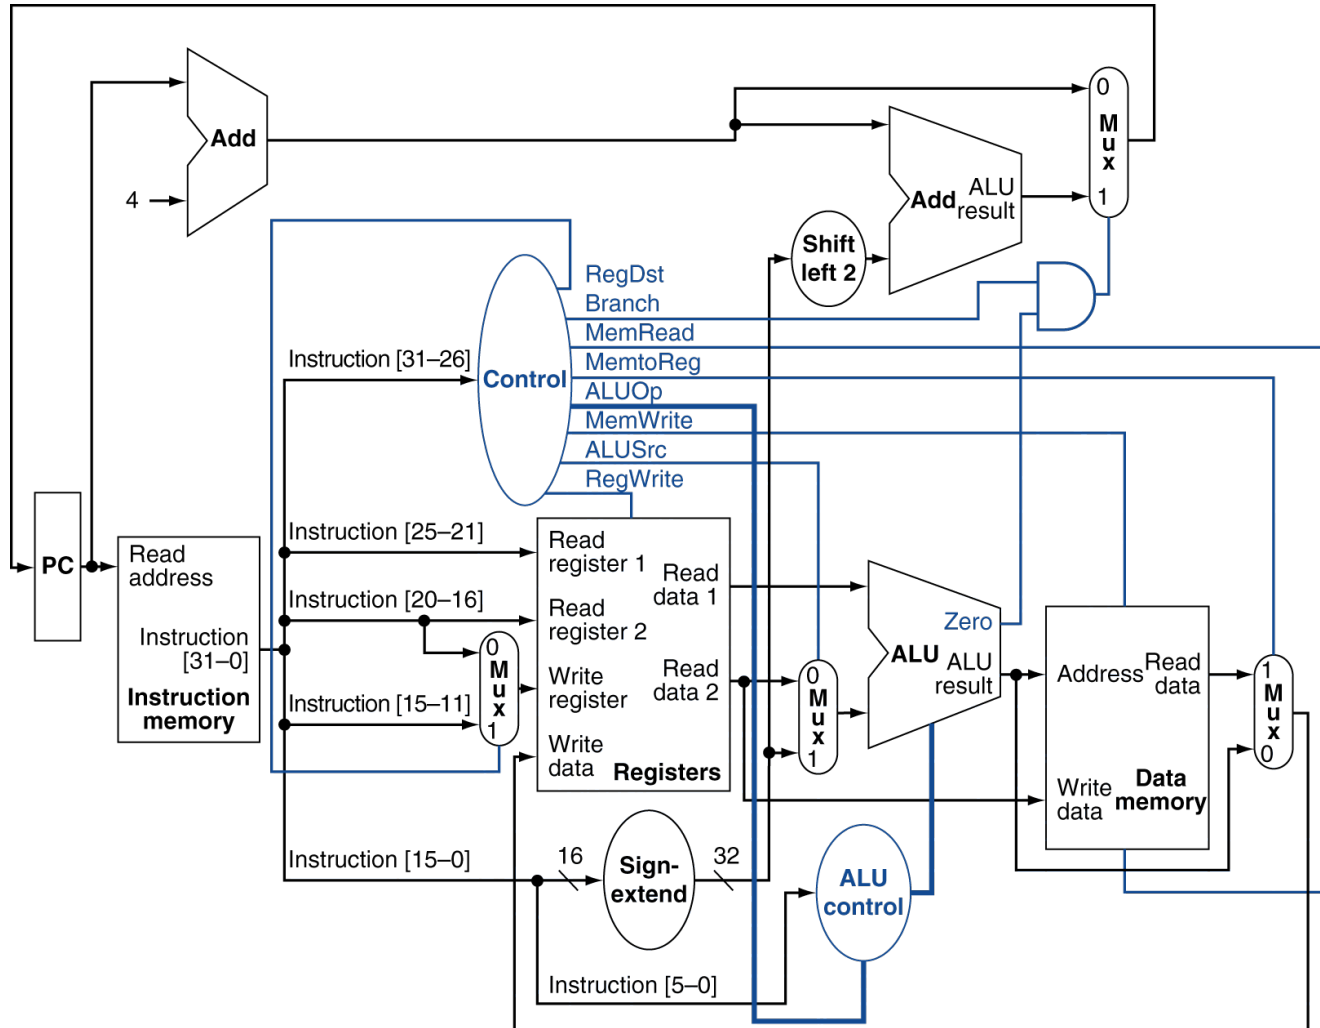 0
M
u
x
1
Add
4
Add
ALU
result
Shift
left 2
RegDst
Branch
MemRead
MemtoReg
ALUOp
MemWrite
ALUSrc
RegWrite
Control
Instruction [31–26]
Instruction [25–21]
Instruction [20–16]
Instruction [15–11]
Instruction [15–0]
Instruction [5–0]
PC
Read
address
Instruction
[31–0]
Instruction
memory
0
M
u
x
1
Read
register 1
Read
register 2
Write
register
Write
data
Read
data 1
Read
data 2
Registers
0
M
u
x
1
Zero
ALU
ALU
result
Address
Read
data
Write
data
Data
memory
1
M
u
x
0
16
Sign-
extend
32
ALU
control